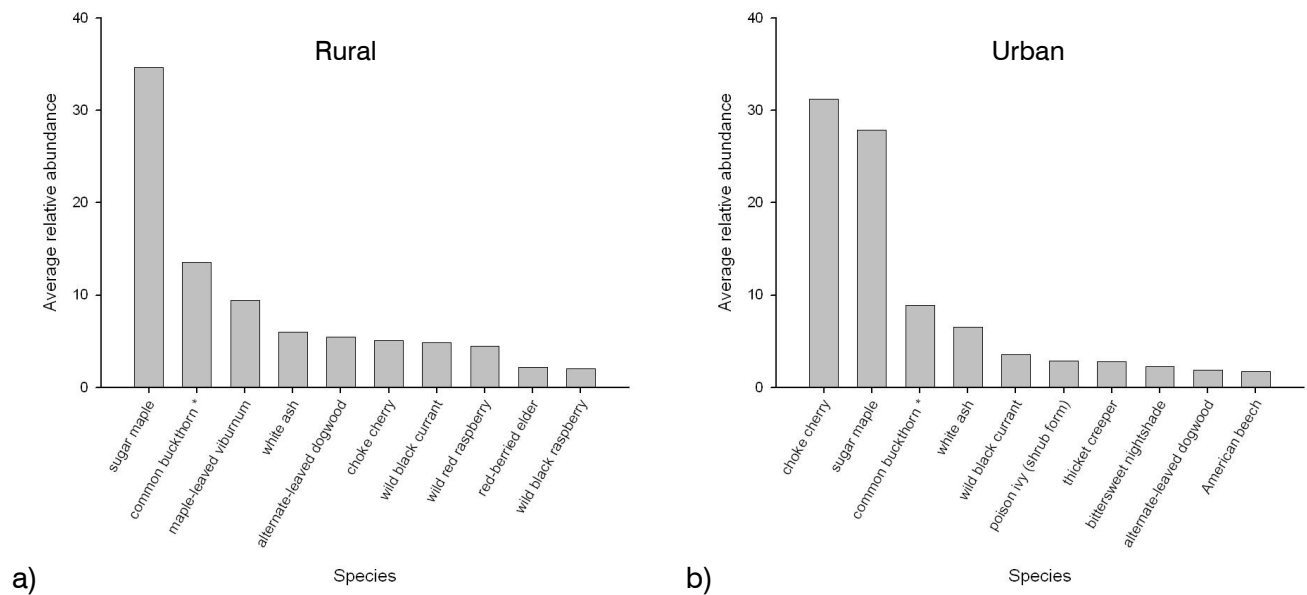 Rural
Average relative abundance
40
30
20
10
0
sugar maple
common buckthorn *
maple-leaved viburnum
white ash
alternate-leaved dogwood
choke cherry
wild black currant
wild red raspberry
red-berried elder
wild black raspberry
Species
a)
Urban
Average relative abundance
40
30
20
10
0
choke cherry
sugar maple
common buckthorn *
white ash
wild black currant
poison ivy (shrub form)
thicket creeper
bittersweet nightshade
alternate-leaved dogwood
American beech
Species
b)